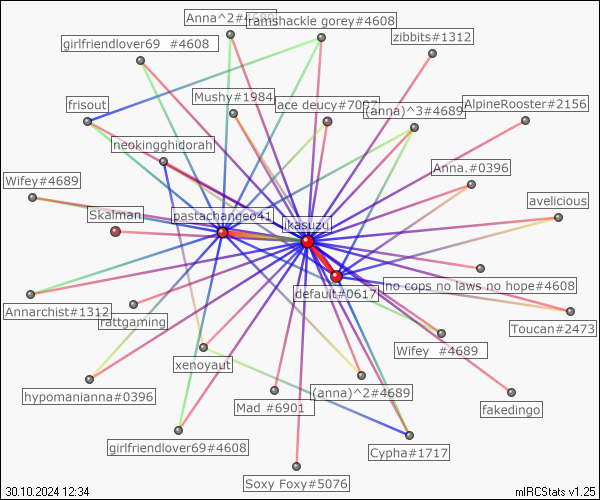 Anna^2#4689
ramshackle gorey#4608
girlfriendlover69 #4608
zibbits#1312
frisout
Mushy#1984
ace deucy#7097
(anna)^3#4689
AlpineRooster#2156
neokingghidorah
Anna.#0396
Wifey#4689
avelicious
Skalman
pastachangeo41
ikasuzu
no cops no laws no hope#4608
default#0617
Annarchist#1312
rattgaming
Toucan#2473
Wifey #4689
xenoyaut
hypomanianna#0396
(anna)^2#4689
Mad #6901
fakedingo
girlfriendlover69#4608
Cypha#1717
Soxy Foxy#5076
30.10.2024 12:34
mIRCStats v1.25